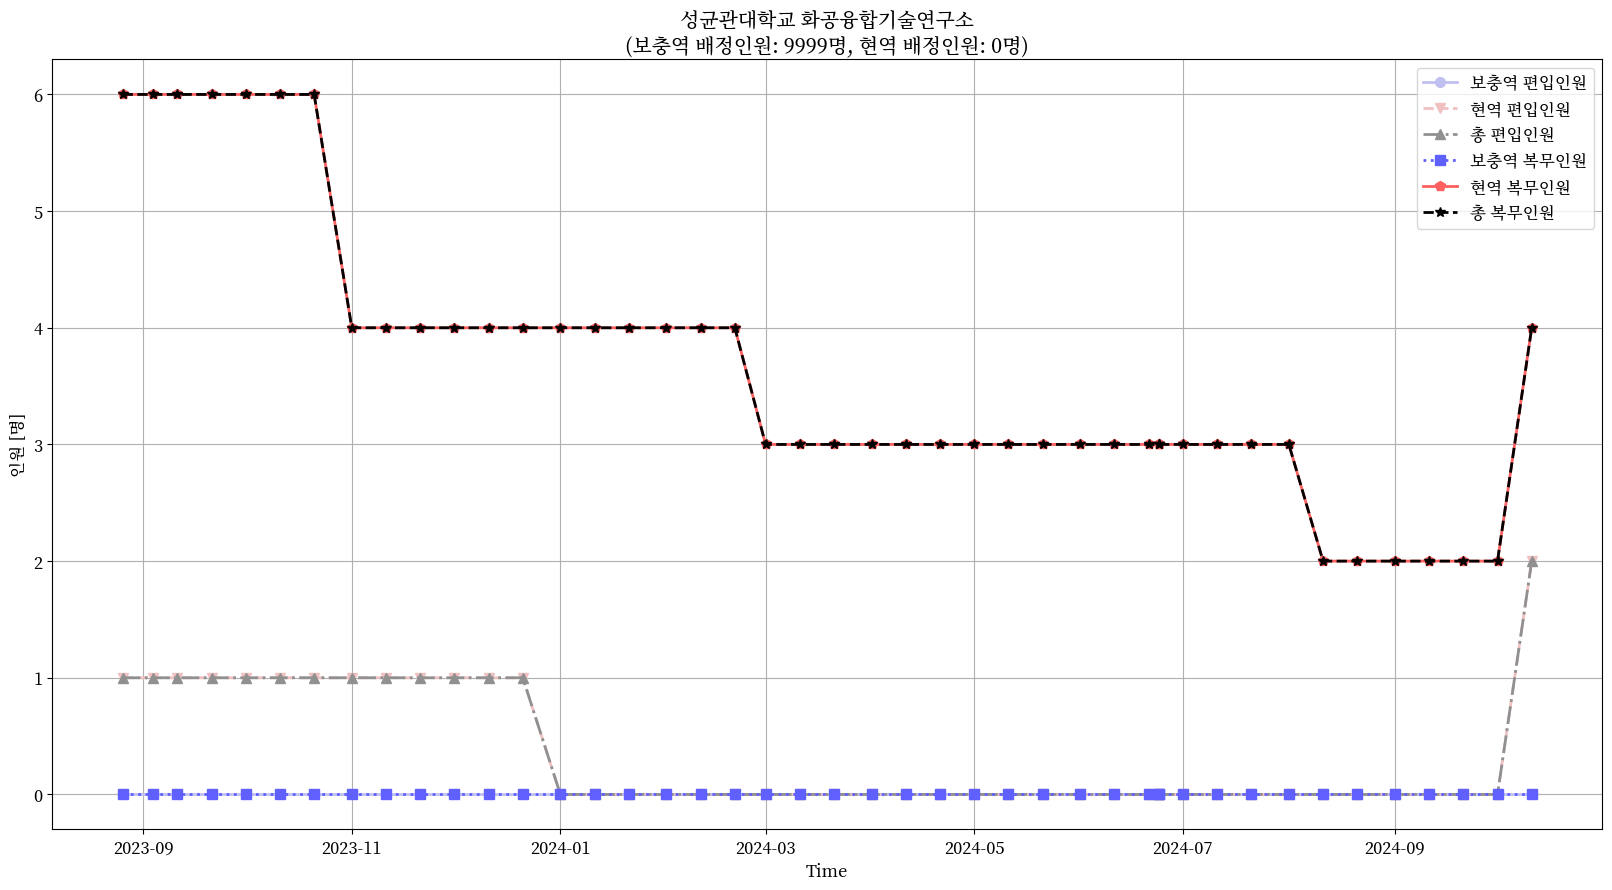 성균관대학교 화공융합기술연구소
(보충역 배정인원: 9999명, 현역 배정인원: 0명)
보충역 편입인원
현역 편입인원
총 편입인원
보충역 복무인원
현역 복무인원
총 복무인원
인원 [명]
6
5
4
3
2
1
0
2023-09 2023-11 2024-01 2024-03 2024-05 2024-07 2024-09
Time